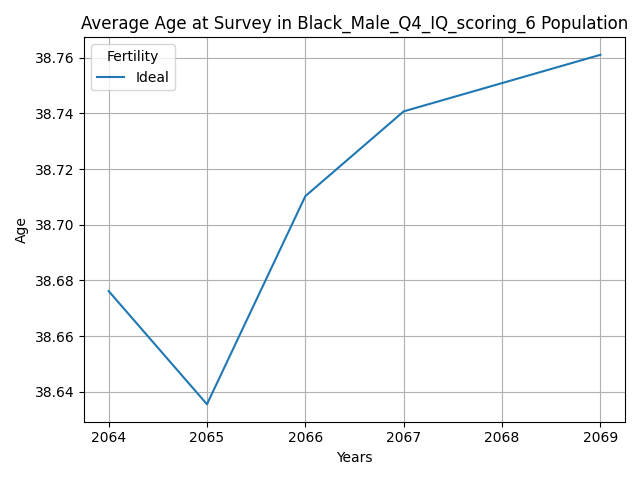 Average Age at Survey in Black_Male_Q4_IQ_scoring_6 Population
Fertility
Ideal
38.76
38.74
38.72
38.70
38.68
38.66
38.64
Age
2064 2065 2066 2067 2068 2069
Years